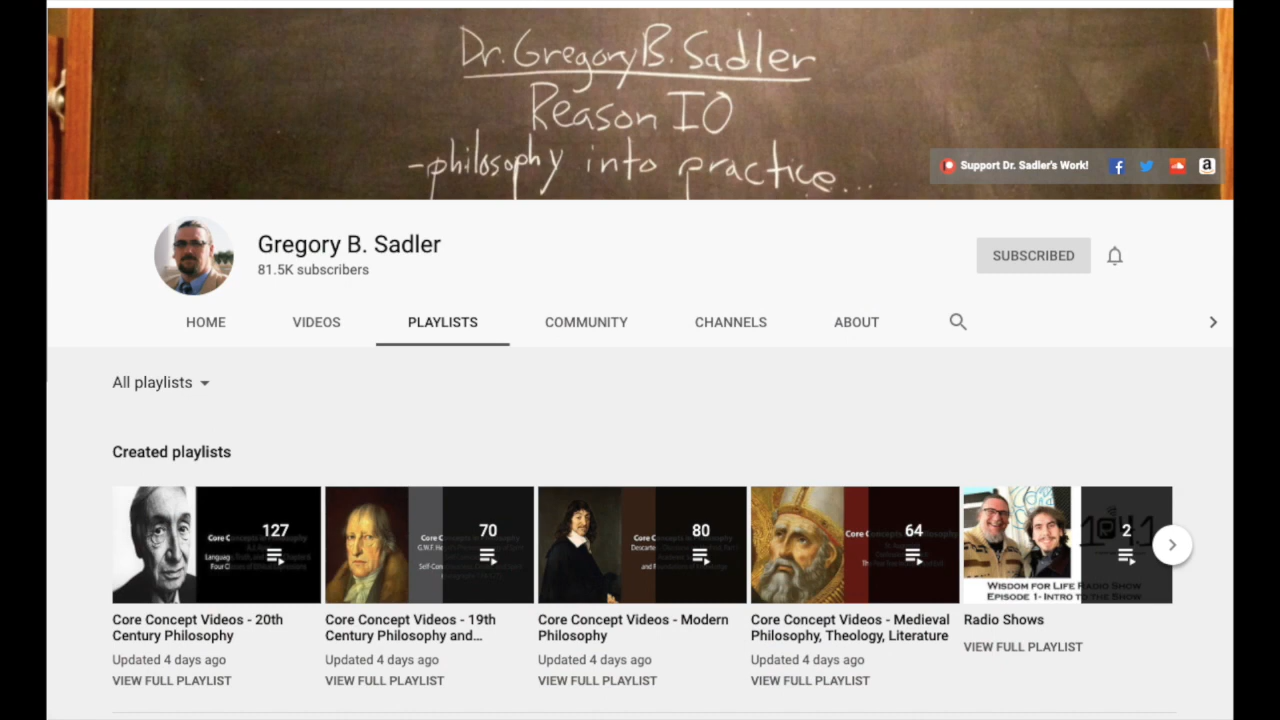 Dr. Gregory B. Sadler
Reason IO
-philosophy into practice...
Support Dr. Sadler's Work!
Gregory B. Sadler
81.5K subscribers
SUBSCRIBED
HOME
VIDEOS
PLAYLISTS
COMMUNITY
CHANNELS
ABOUT
All playlists
Created playlists
127
70
80
64
2
WISDOM FOR LIFE RADIO SHOW
EPISODE 1- INTRO TO THE SHOW
Core Concept Videos - 20th
Century Philosophy
Updated 4 days ago
VIEW FULL PLAYLIST
Core Concept Videos - 19th
Century Philosophy and...
Updated 4 days ago
VIEW FULL PLAYLIST
Core Concept Videos - Modern
Philosophy
Updated 4 days ago
VIEW FULL PLAYLIST
Core Concept Videos - Medieval
Philosophy, Theology, Literature
Updated 4 days ago
VIEW FULL PLAYLIST
Radio Shows
VIEW FULL PLAYLIST